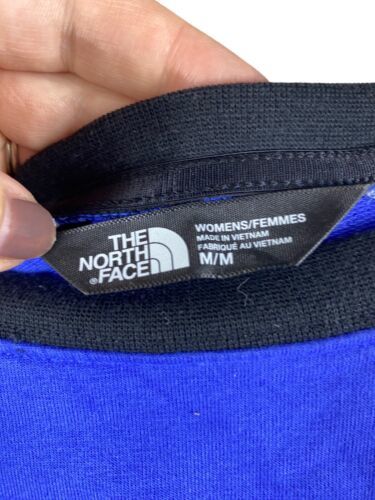 THE
NORTH
FACE
WOMENS/FEMMES
MADE IN VIETNAM
FABRIQUÉ AU VIETNAM
M/M